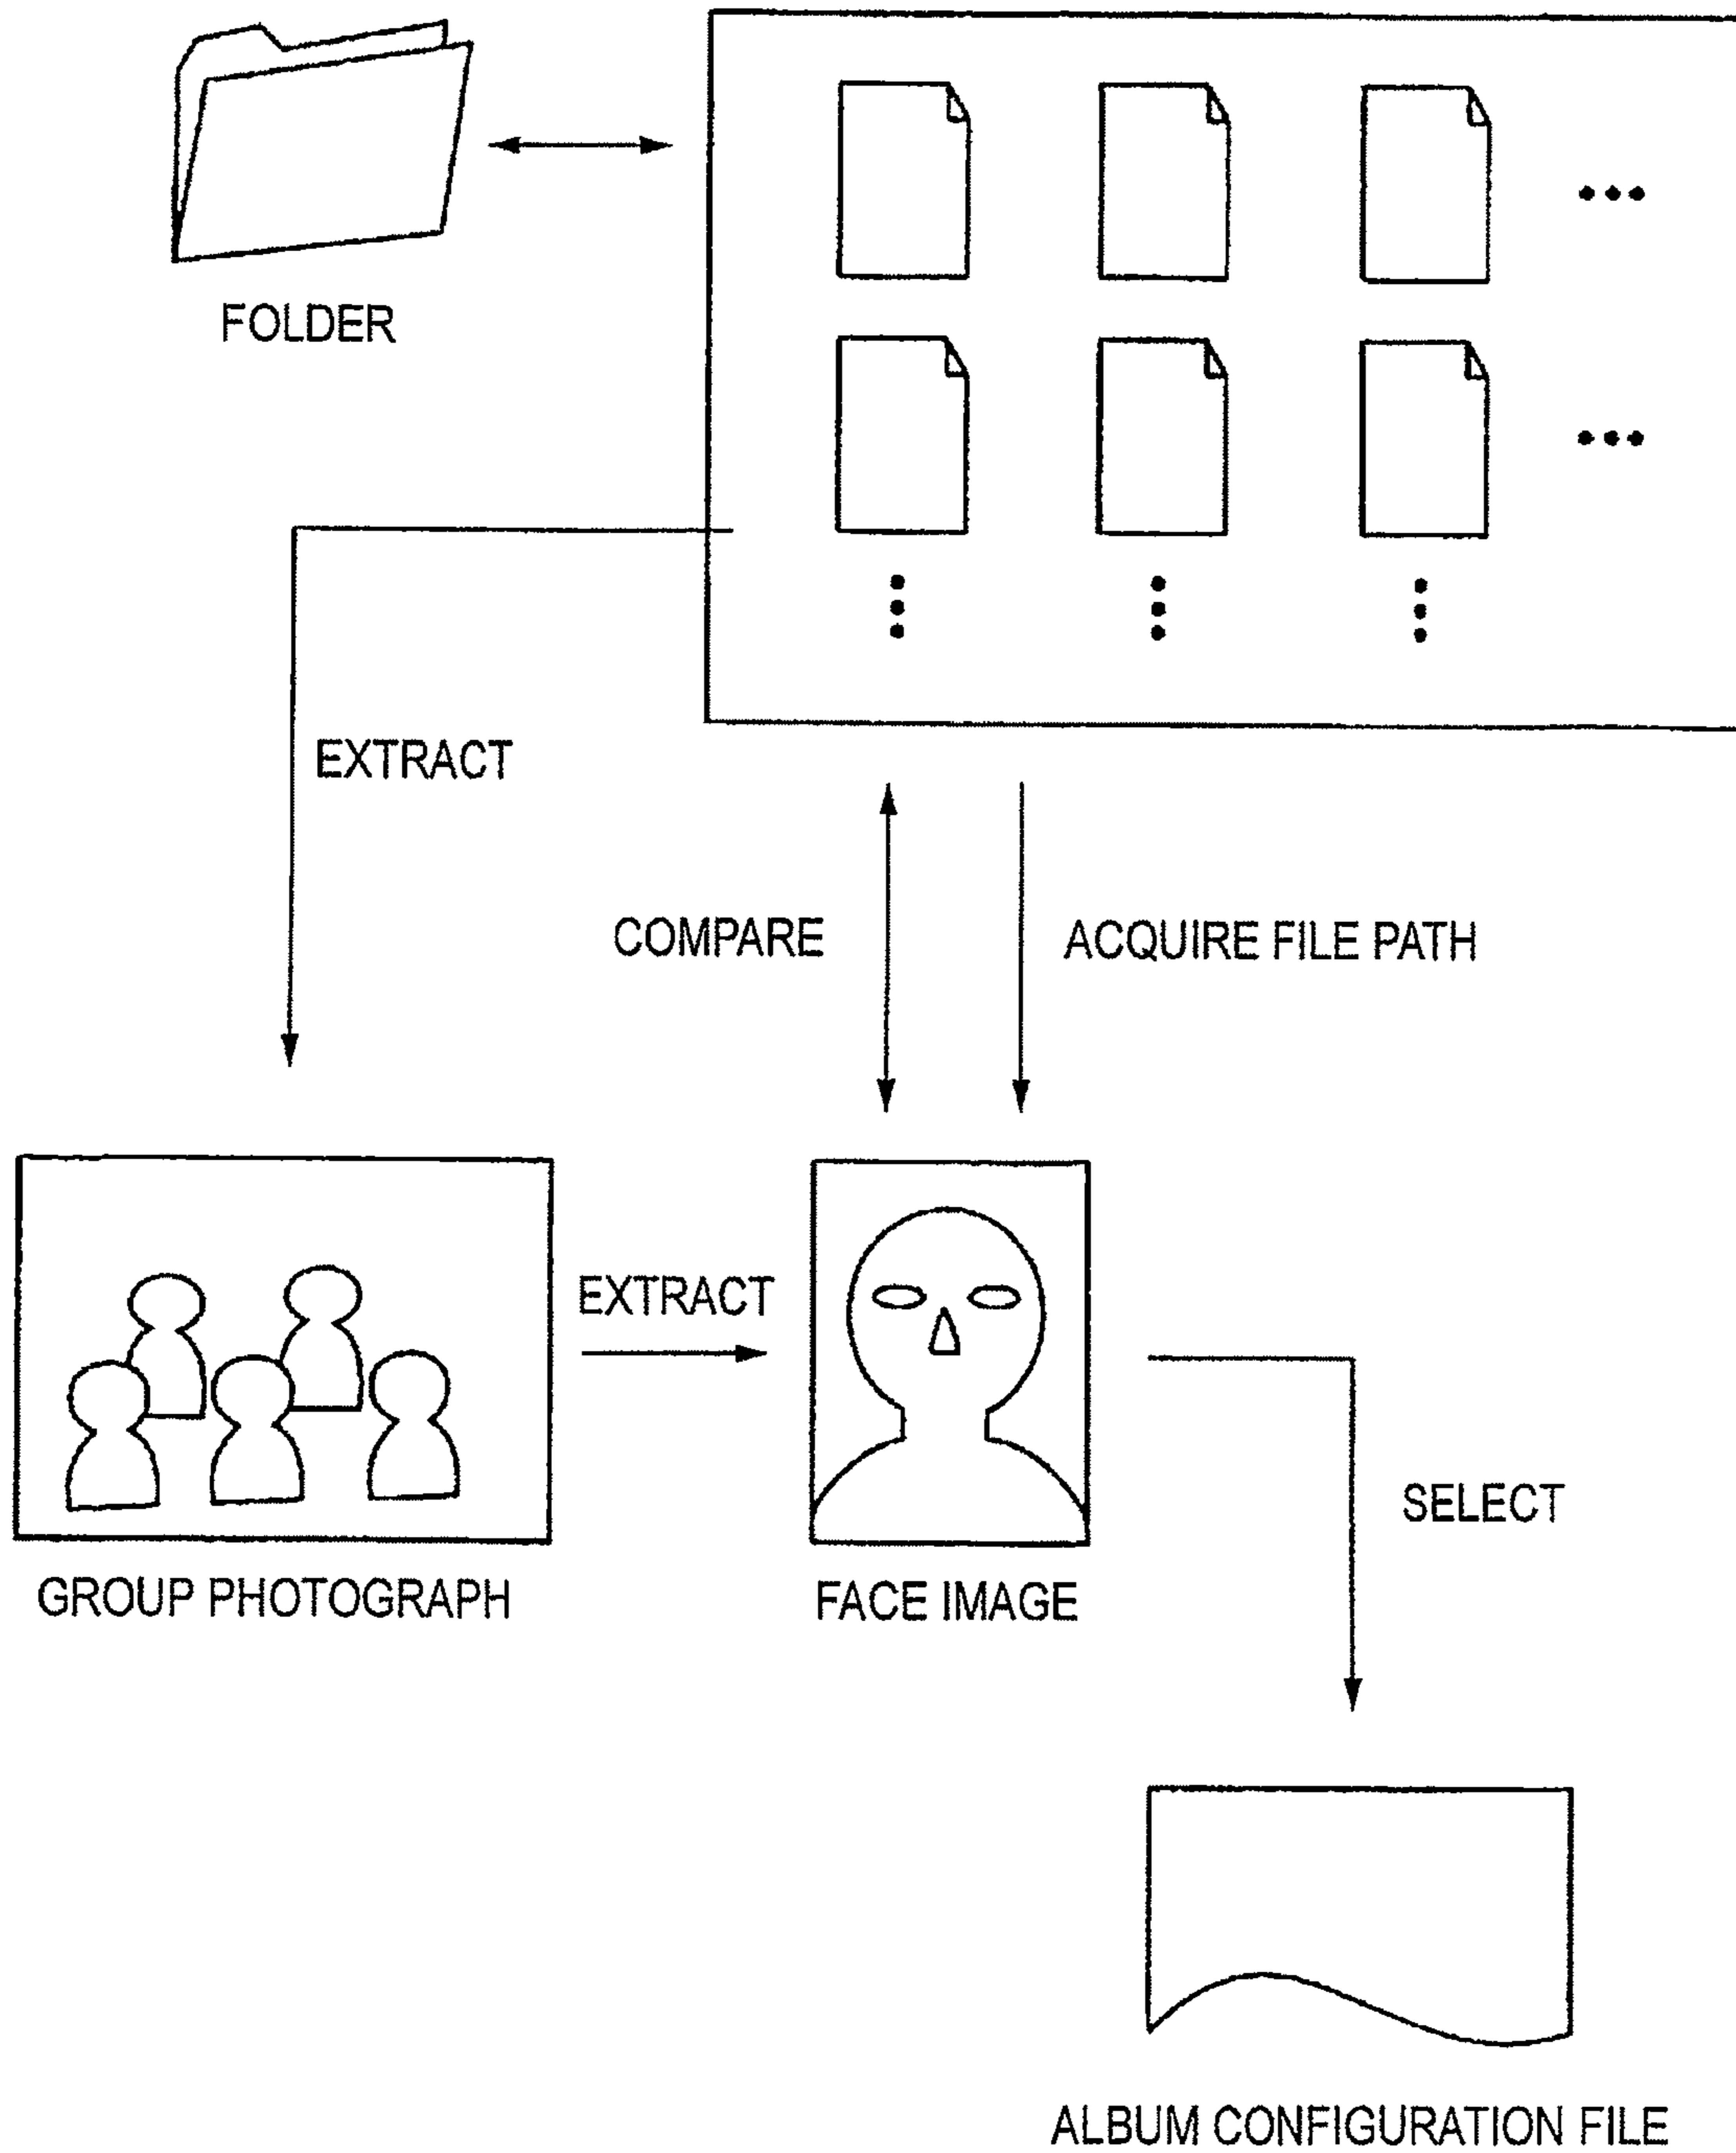 FOLDER
EXTRACT
COMPARE
ACQUIRE FILE PATH
EXTRACT
SELECT
GROUP PHOTOGRAPH
FACE IMAGE
ALBUM CONFIGURATION FILE